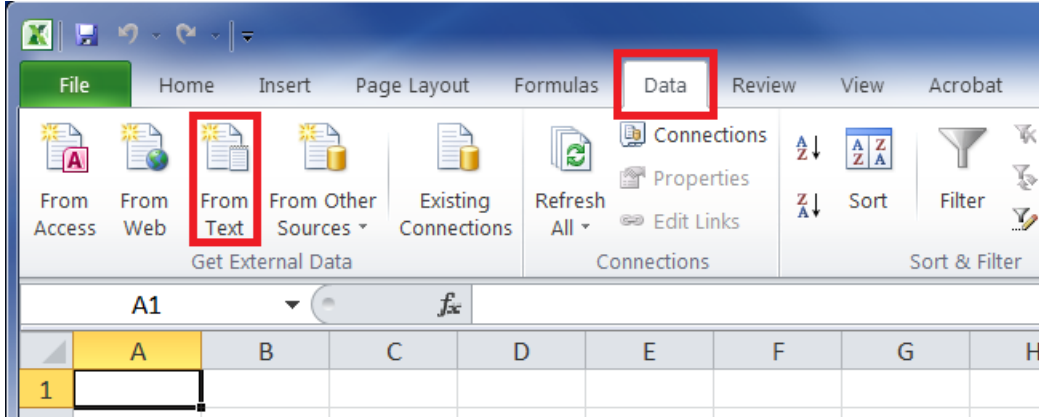 File Home Insert Page Layout Formulas Data Review View Acrobat
From Access
From Web
From Text
From Other Sources
Existing Connections
Refresh All
Connections
Properties
Edit Links
Sort
Filter
Get External Data
Connections
Sort & Filter
A1
fx
A B C D E F G H
1